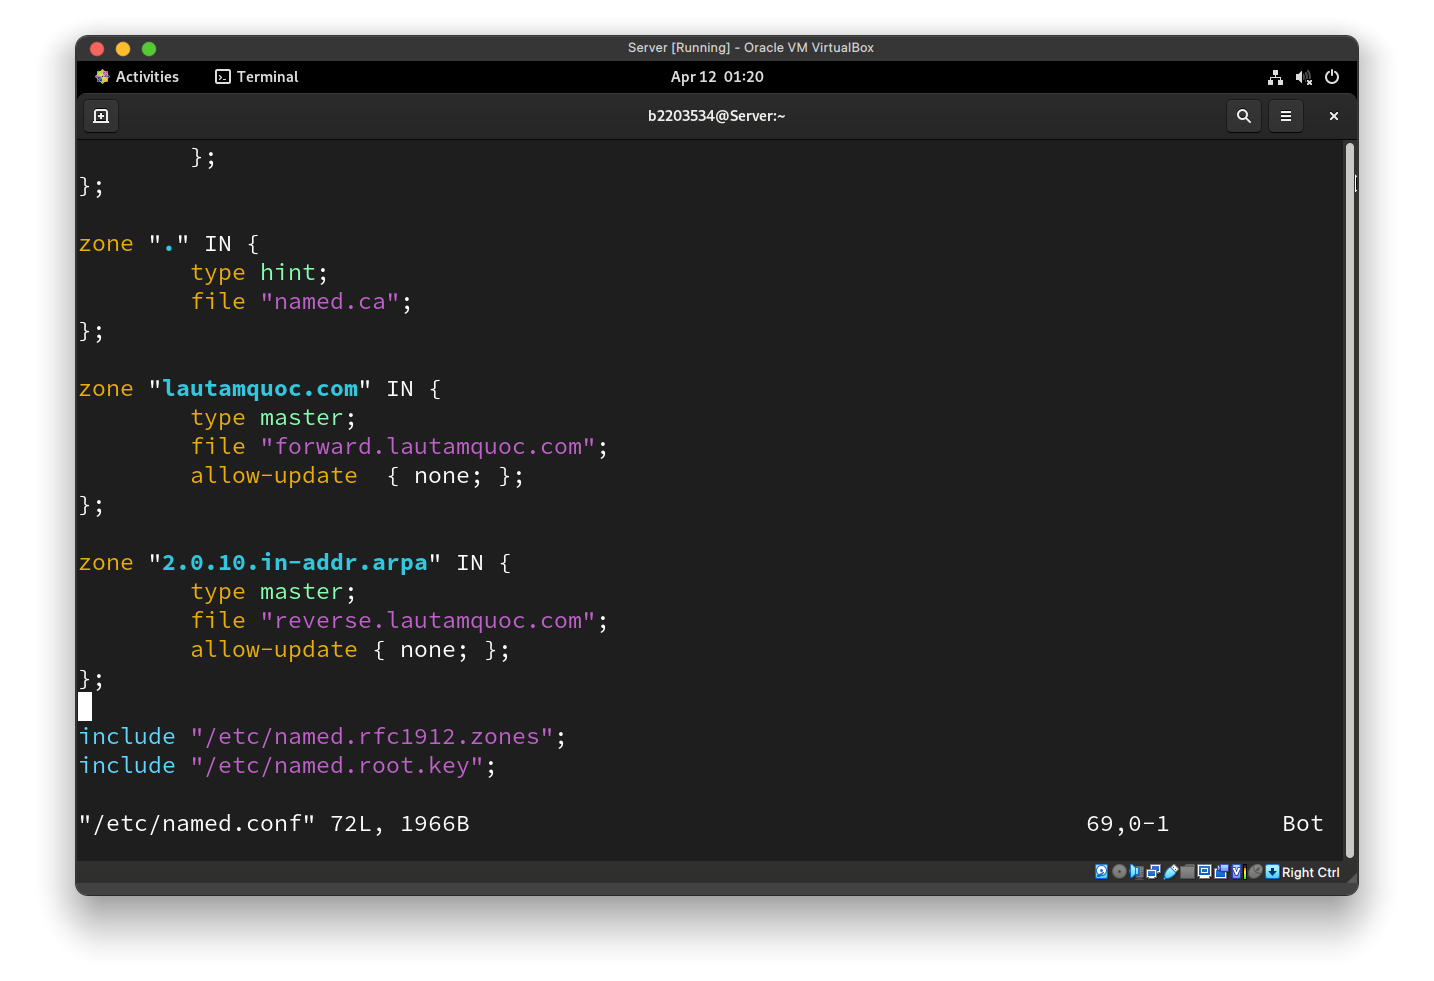 Server [Running] - Oracle VM VirtualBox
Activities Terminal Apr 12 01:20
b2203534@Server:~
};
};
zone "." IN {
type hint;
file "named.ca";
};
zone "lautamquoc.com" IN {
type master;
file "forward.lautamquoc.com";
allow-update  { none; };
};
zone "2.0.10.in-addr.arpa" IN {
type master;
file "reverse.lautamquoc.com";
allow-update { none; };
};
include "/etc/named.rfc1912.zones";
include "/etc/named.root.key";
"/etc/named.conf" 72L, 1966B 69,0-1 Bot
Right Ctrl